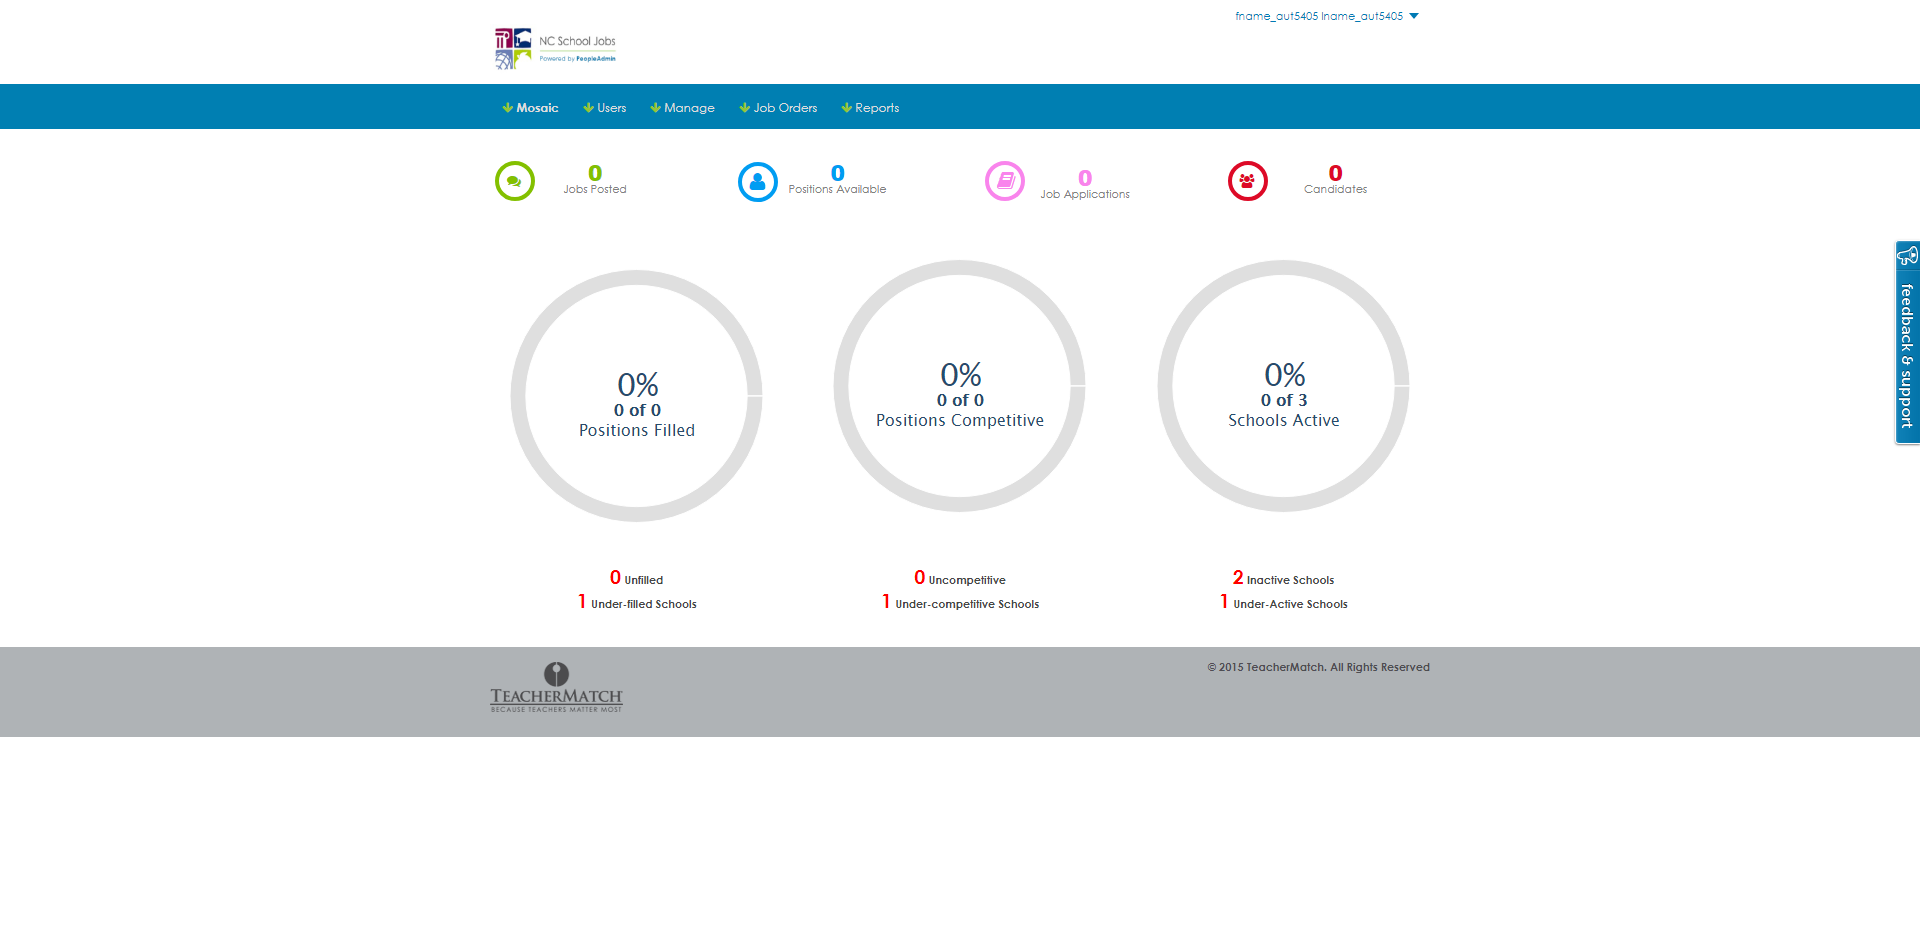 fname_aut5405 lname_aut5405
NC School Jobs
Powered by PeopleAdmin
Mosaic Users Manage Job Orders Reports
0
Jobs Posted
0
Positions Available
0
Job Applications
0
Candidates
feedback & support
0%
0 of 0
Positions Filled
0%
0 of 0
Positions Competitive
0%
0 of 3
Schools Active
0 Unfilled
1 Under-filled Schools
0 Uncompetitive
1 Under-competitive Schools
2 Inactive Schools
1 Under-Active Schools
TEACHERMATCH
BECAUSE TEACHERS MATTER MOST
© 2015 TeacherMatch. All Rights Reserved